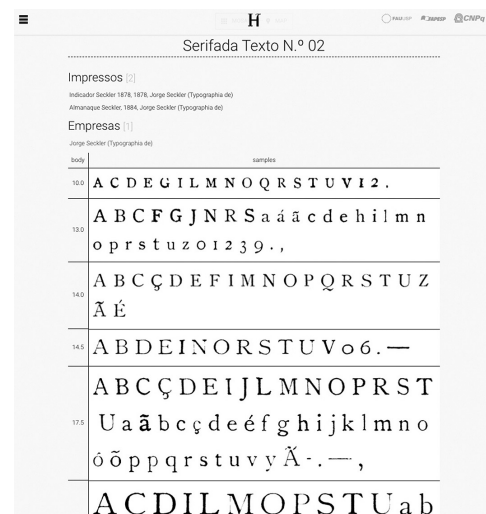 H
FAUUSP
FAPESP
CNPq
Serifada Texto N.º 02
Impressos [2]
Indicador Seckler 1878, 1878, Jorge Seckler (Typographia de)
Almanaque Seckler, 1884, Jorge Seckler (Typographia de)
Empresas [1]
Jorge Seckler (Typographia de)
body samples
10.0 A C D E G I L M N O Q R S T U V I 2 .
13.0 A B C F G J N R S a á ã c d e h i l m n
o p r s t u z 0 1 2 3 9 . ,
14.0 A B C Ç D E F I M N O P Q R S T U Z
Ã É
14.5 A B D E I N O R S T U V o 6 . —
17.5 A B C Ç D E I J L M N O P R S T
U a ã b c ç d e é f g h i j k l m n o
ó õ p p q r s t u v y Ã - . — ,
A C D I L M O P S T U a b